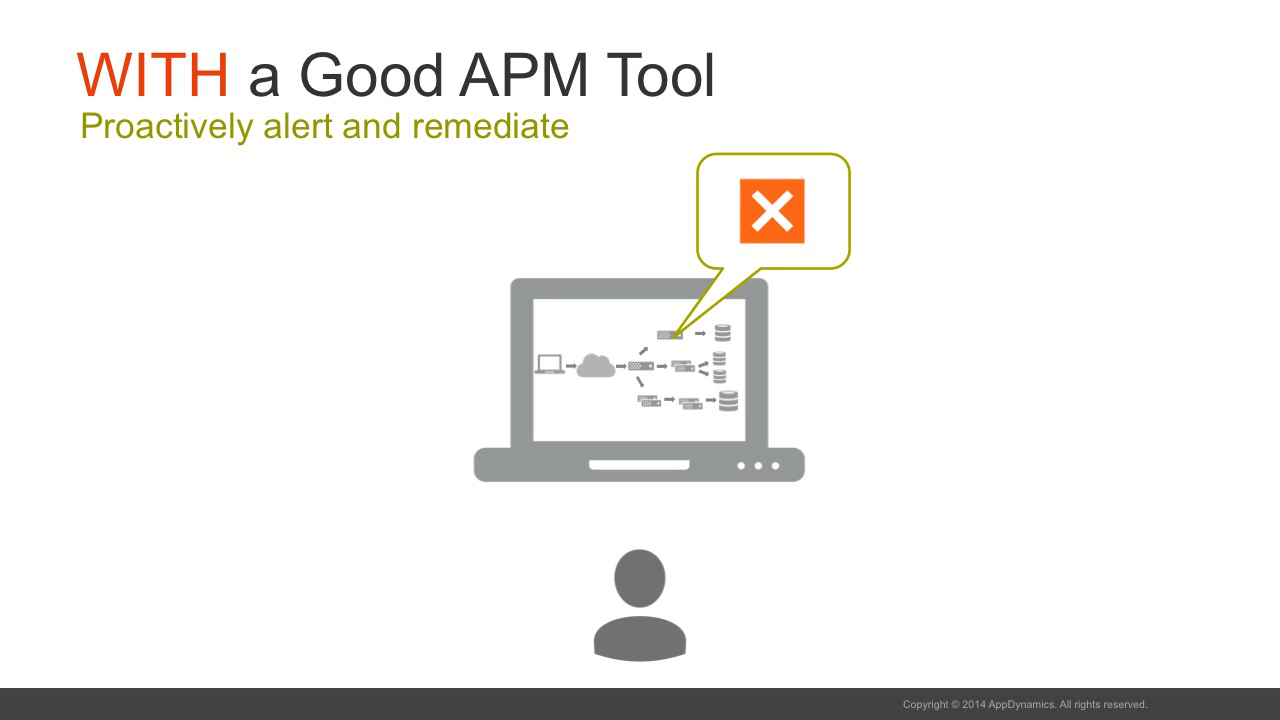 WITH a Good APM Tool
Proactively alert and remediate
Copyright © 2014 AppDynamics. All rights reserved.